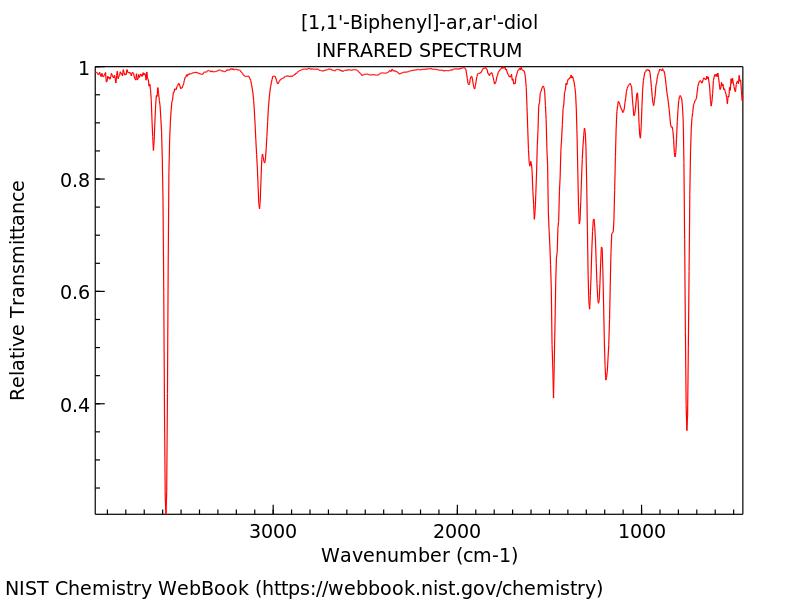 [1,1'-Biphenyl]-ar,ar'-diol
INFRARED SPECTRUM
1
0.8
0.6
0.4
Relative Transmittance
3000 2000 1000
Wavenumber (cm-1)
NIST Chemistry WebBook (https://webbook.nist.gov/chemistry)